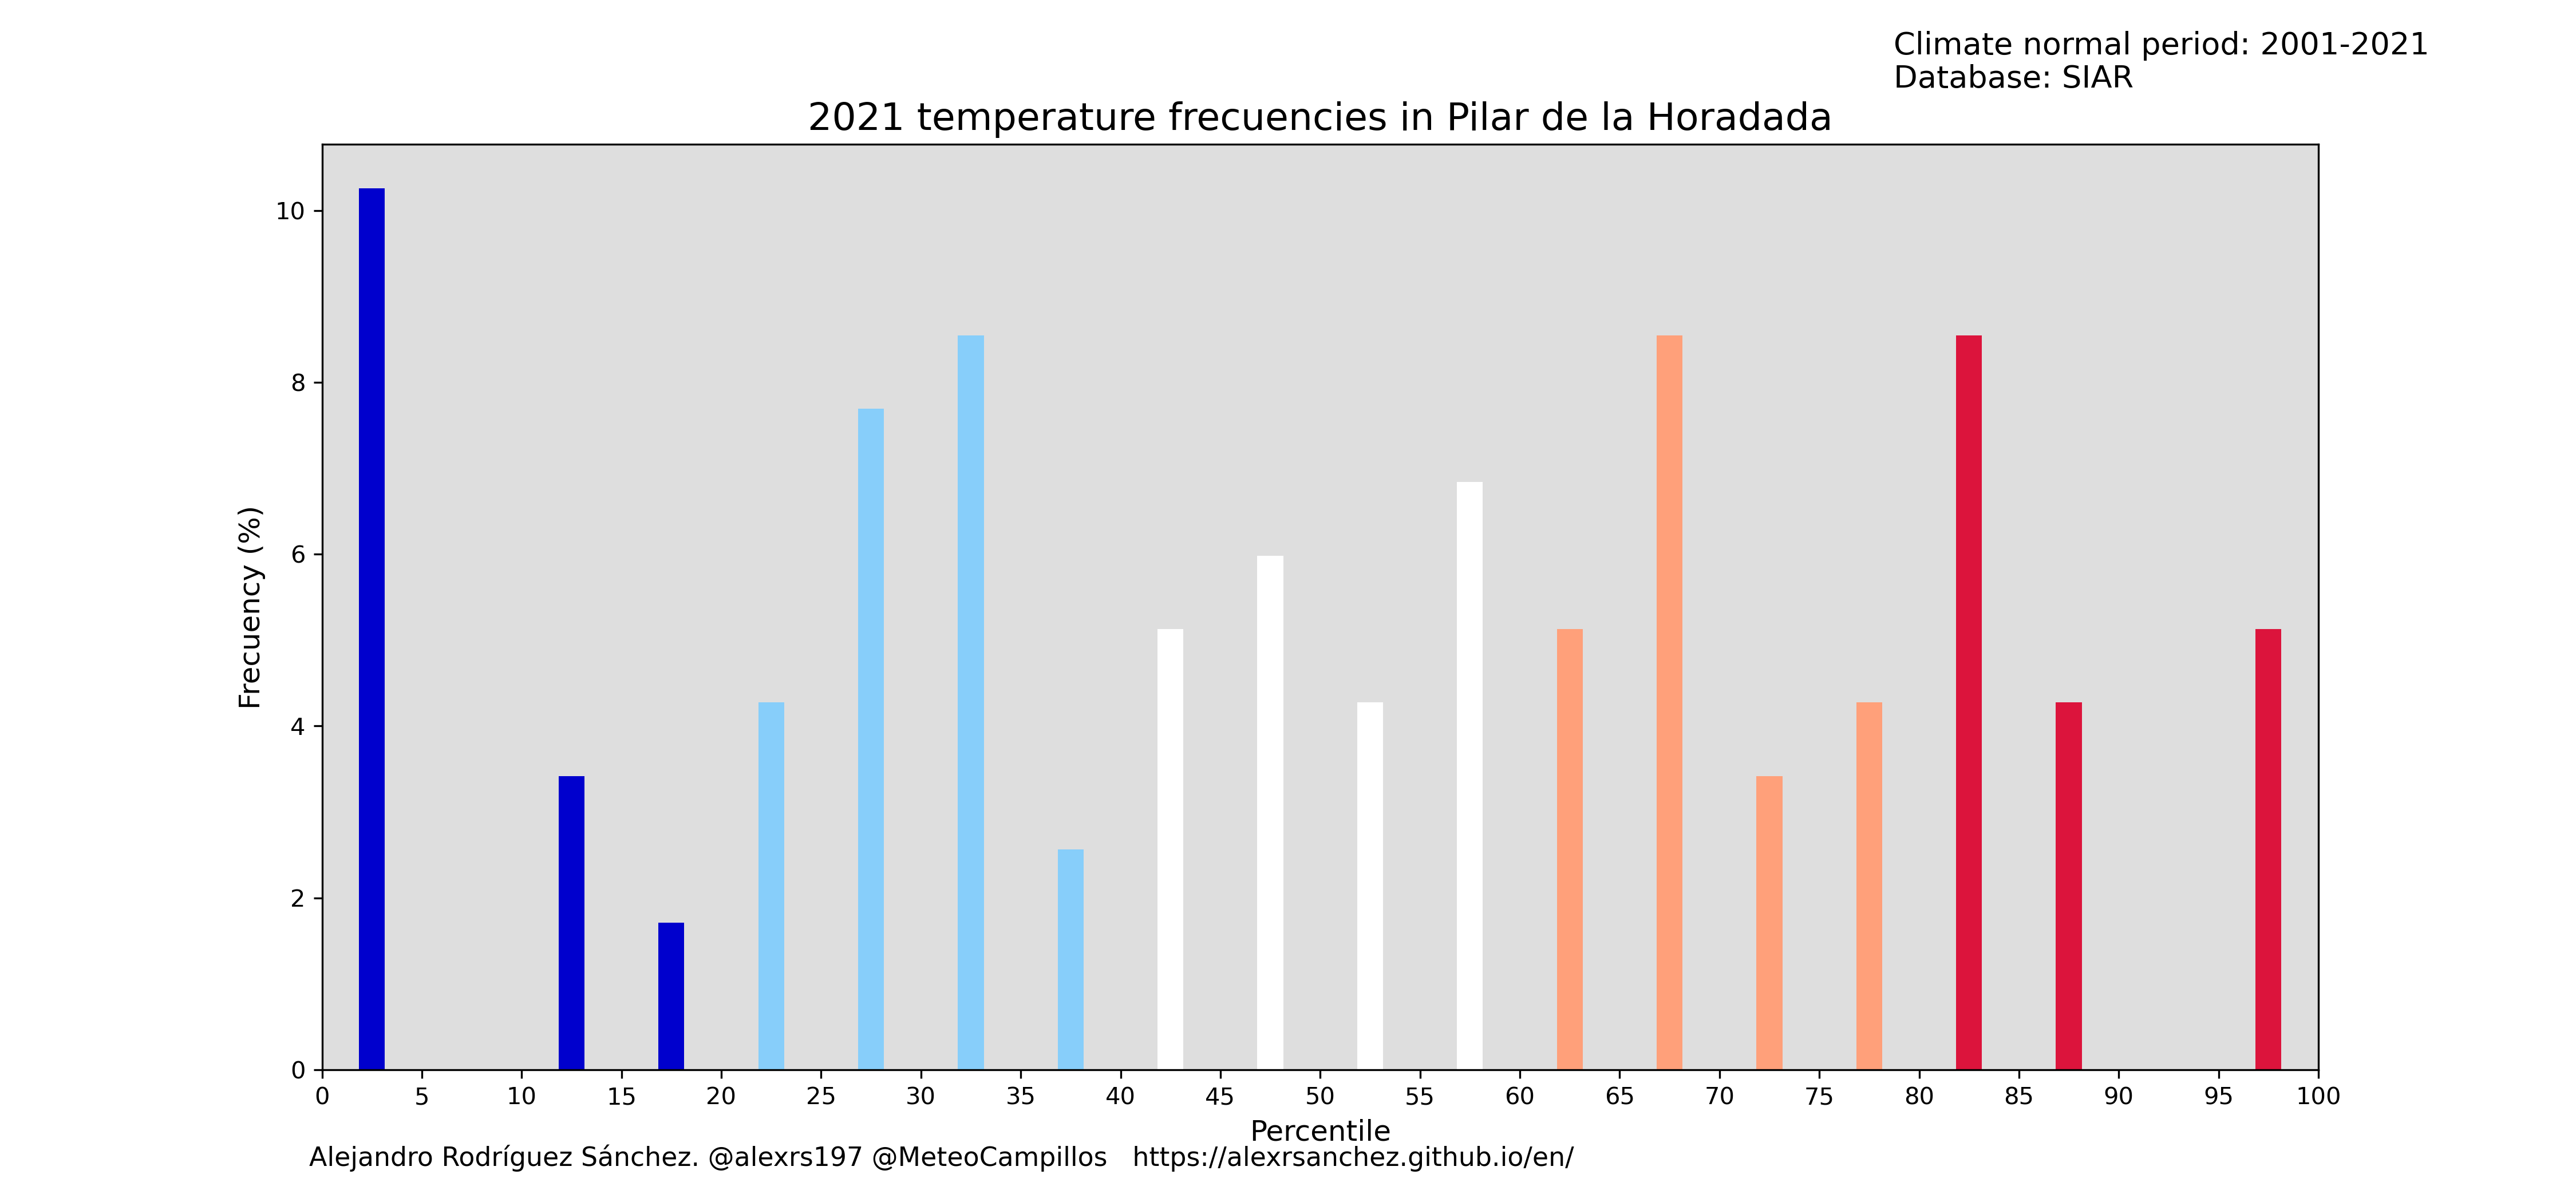 Climate normal period: 2001-2021
Database: SIAR
2021 temperature frecuencies in Pilar de la Horadada
10
8
6
4
2
0
Frecuency (%)
0 5 10 15 20 25 30 35 40 45 50 55 60 65 70 75 80 85 90 95 100
Percentile
Alejandro Rodríguez Sánchez. @alexrs197 @MeteoCampillos https://alexrsanchez.github.io/en/